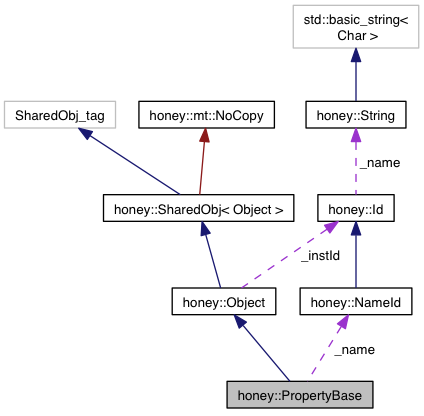 std::basic_string<
Char >
SharedObj_tag
honey::mt::NoCopy
honey::String
_name
honey::SharedObj< Object >
honey::Id
_instId
honey::Object
honey::NameId
_name
honey::PropertyBase